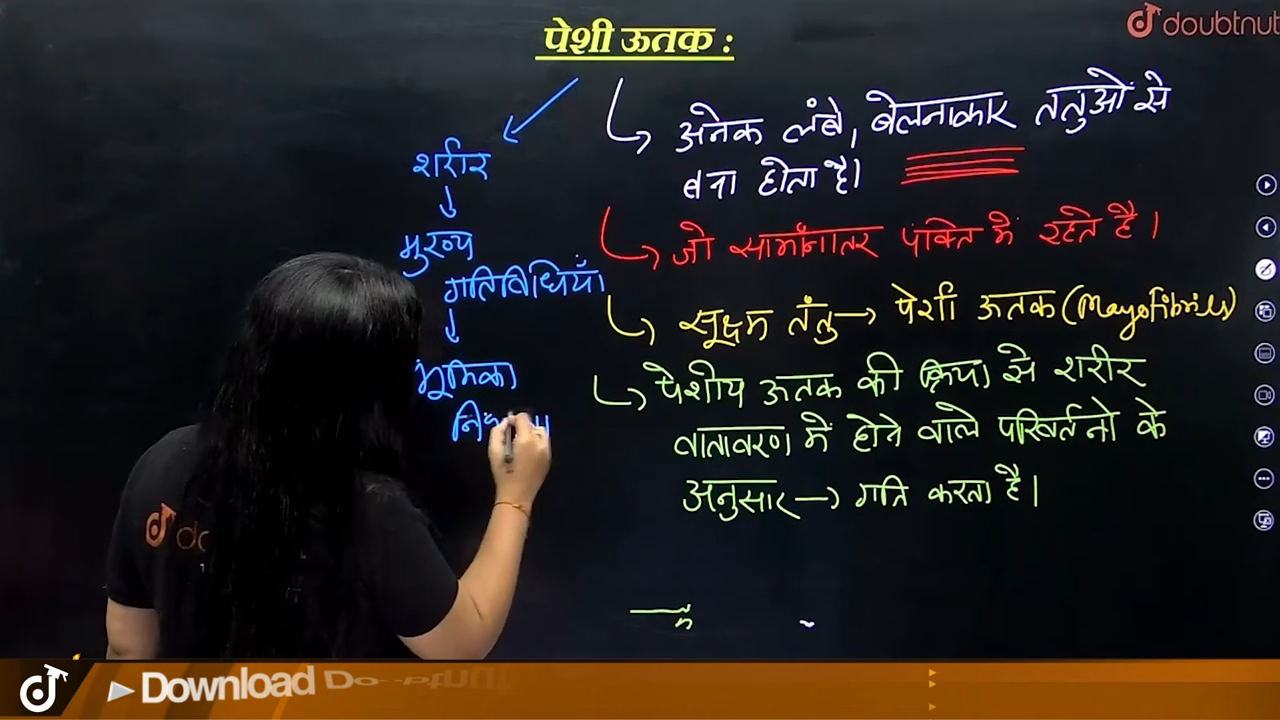 पेशी ऊतक :
doubtnut
शरीर
मुख्य
गतिविधियाँ
भूमिका
अनेक लंबे, बेलनाकार ततुओं से
बना होता है।
जो सामांनातर पंक्ति में रहते है।
सूक्ष्म तंतु → पेशी ऊतक (Mayofibrils)
पेशीय ऊतक की क्रिया से शरीर
वातावरण में होने वाले परिवर्तनो के
अनुसार → गति करता है।
Download